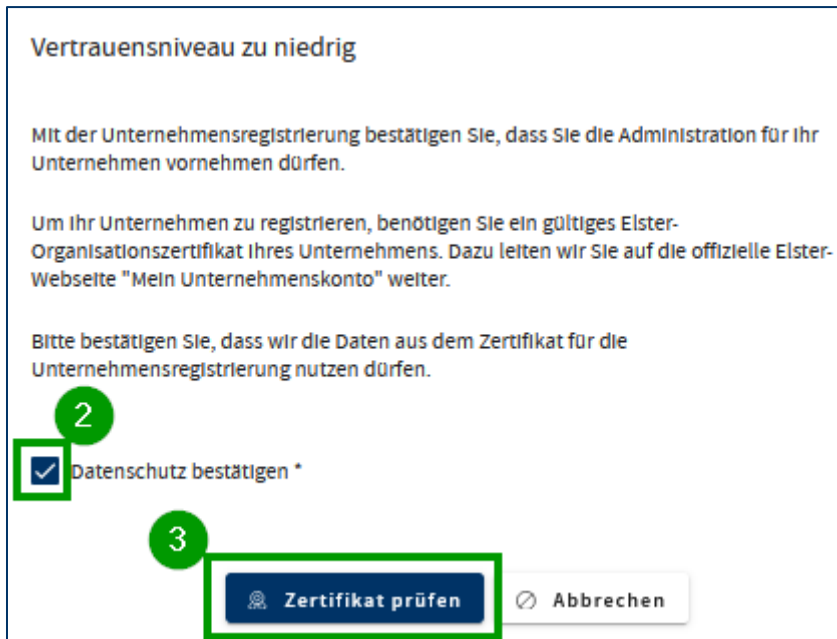 Vertrauensniveau zu niedrig
Mit der Unternehmensregistrierung bestätigen Sie, dass Sie die Administration für Ihr
Unternehmen vornehmen dürfen.
Um Ihr Unternehmen zu registrieren, benötigen Sie ein gültiges Elster-
Organisationszertifikat Ihres Unternehmens. Dazu leiten wir Sie auf die offizielle Elster-
Webseite "Mein Unternehmenskonto" weiter.
Bitte bestätigen Sie, dass wir die Daten aus dem Zertifikat für die
Unternehmensregistrierung nutzen dürfen.
2
Datenschutz bestätigen *
3
Zertifikat prüfen Abbrechen